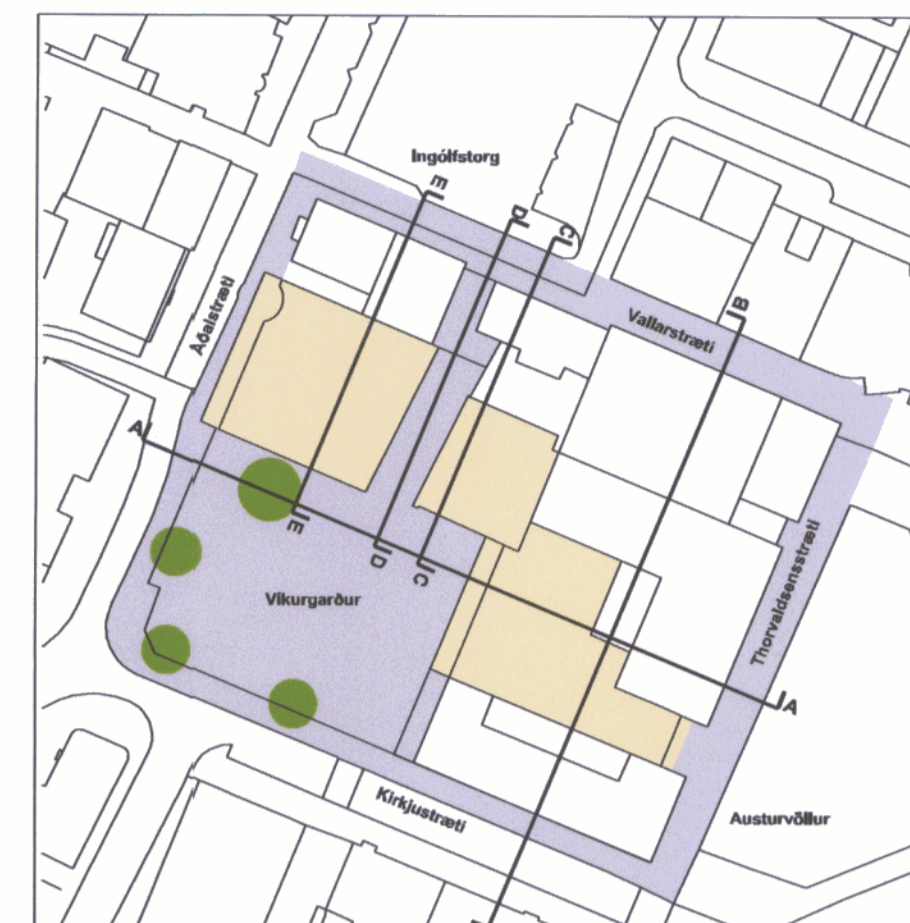 Ingólfstorg
E
D
C
B
Vallarstræti
Aðalstræti
A
E
D
C
Víkurgarður
Thorvaldsensstræti
A
Kirkjustræti
Austurvöllur